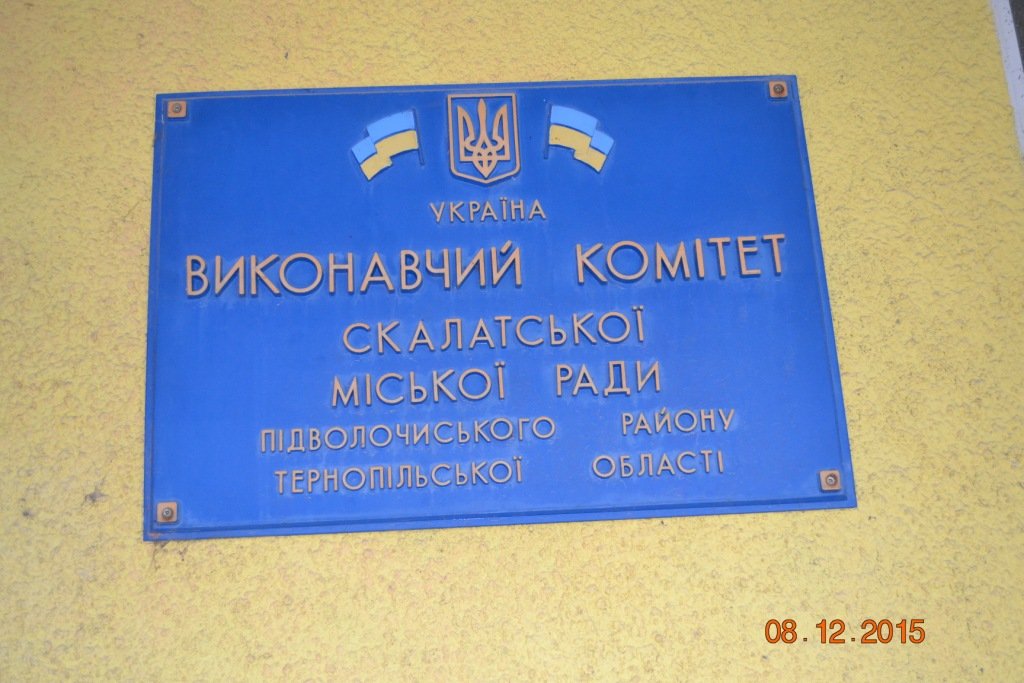 УКРАЇНА
ВИКОНАВЧИЙ КОМІТЕТ
СКАЛАТСЬКОЇ
МІСЬКОЇ РАДИ
ПІДВОЛОЧИСЬКОГО РАЙОНУ
ТЕРНОПІЛЬСЬКОЇ ОБЛАСТІ
08.12.2015